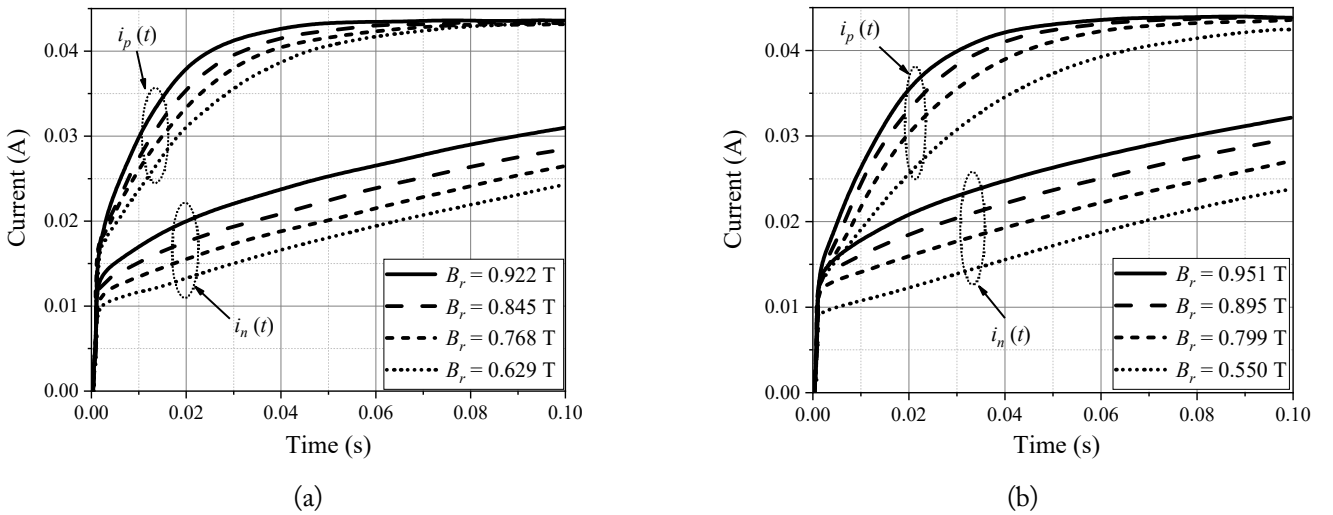 Current (A)
0.04
0.03
0.02
0.01
0.00
0.00 0.02 0.04 0.06 0.08 0.10
Time (s)
i_p (t)
i_n (t)
B_r = 0.922 T
B_r = 0.845 T
B_r = 0.768 T
B_r = 0.629 T
(a)
Current (A)
0.04
0.03
0.02
0.01
0.00
0.00 0.02 0.04 0.06 0.08 0.10
Time (s)
i_p (t)
i_n (t)
B_r = 0.951 T
B_r = 0.895 T
B_r = 0.799 T
B_r = 0.550 T
(b)